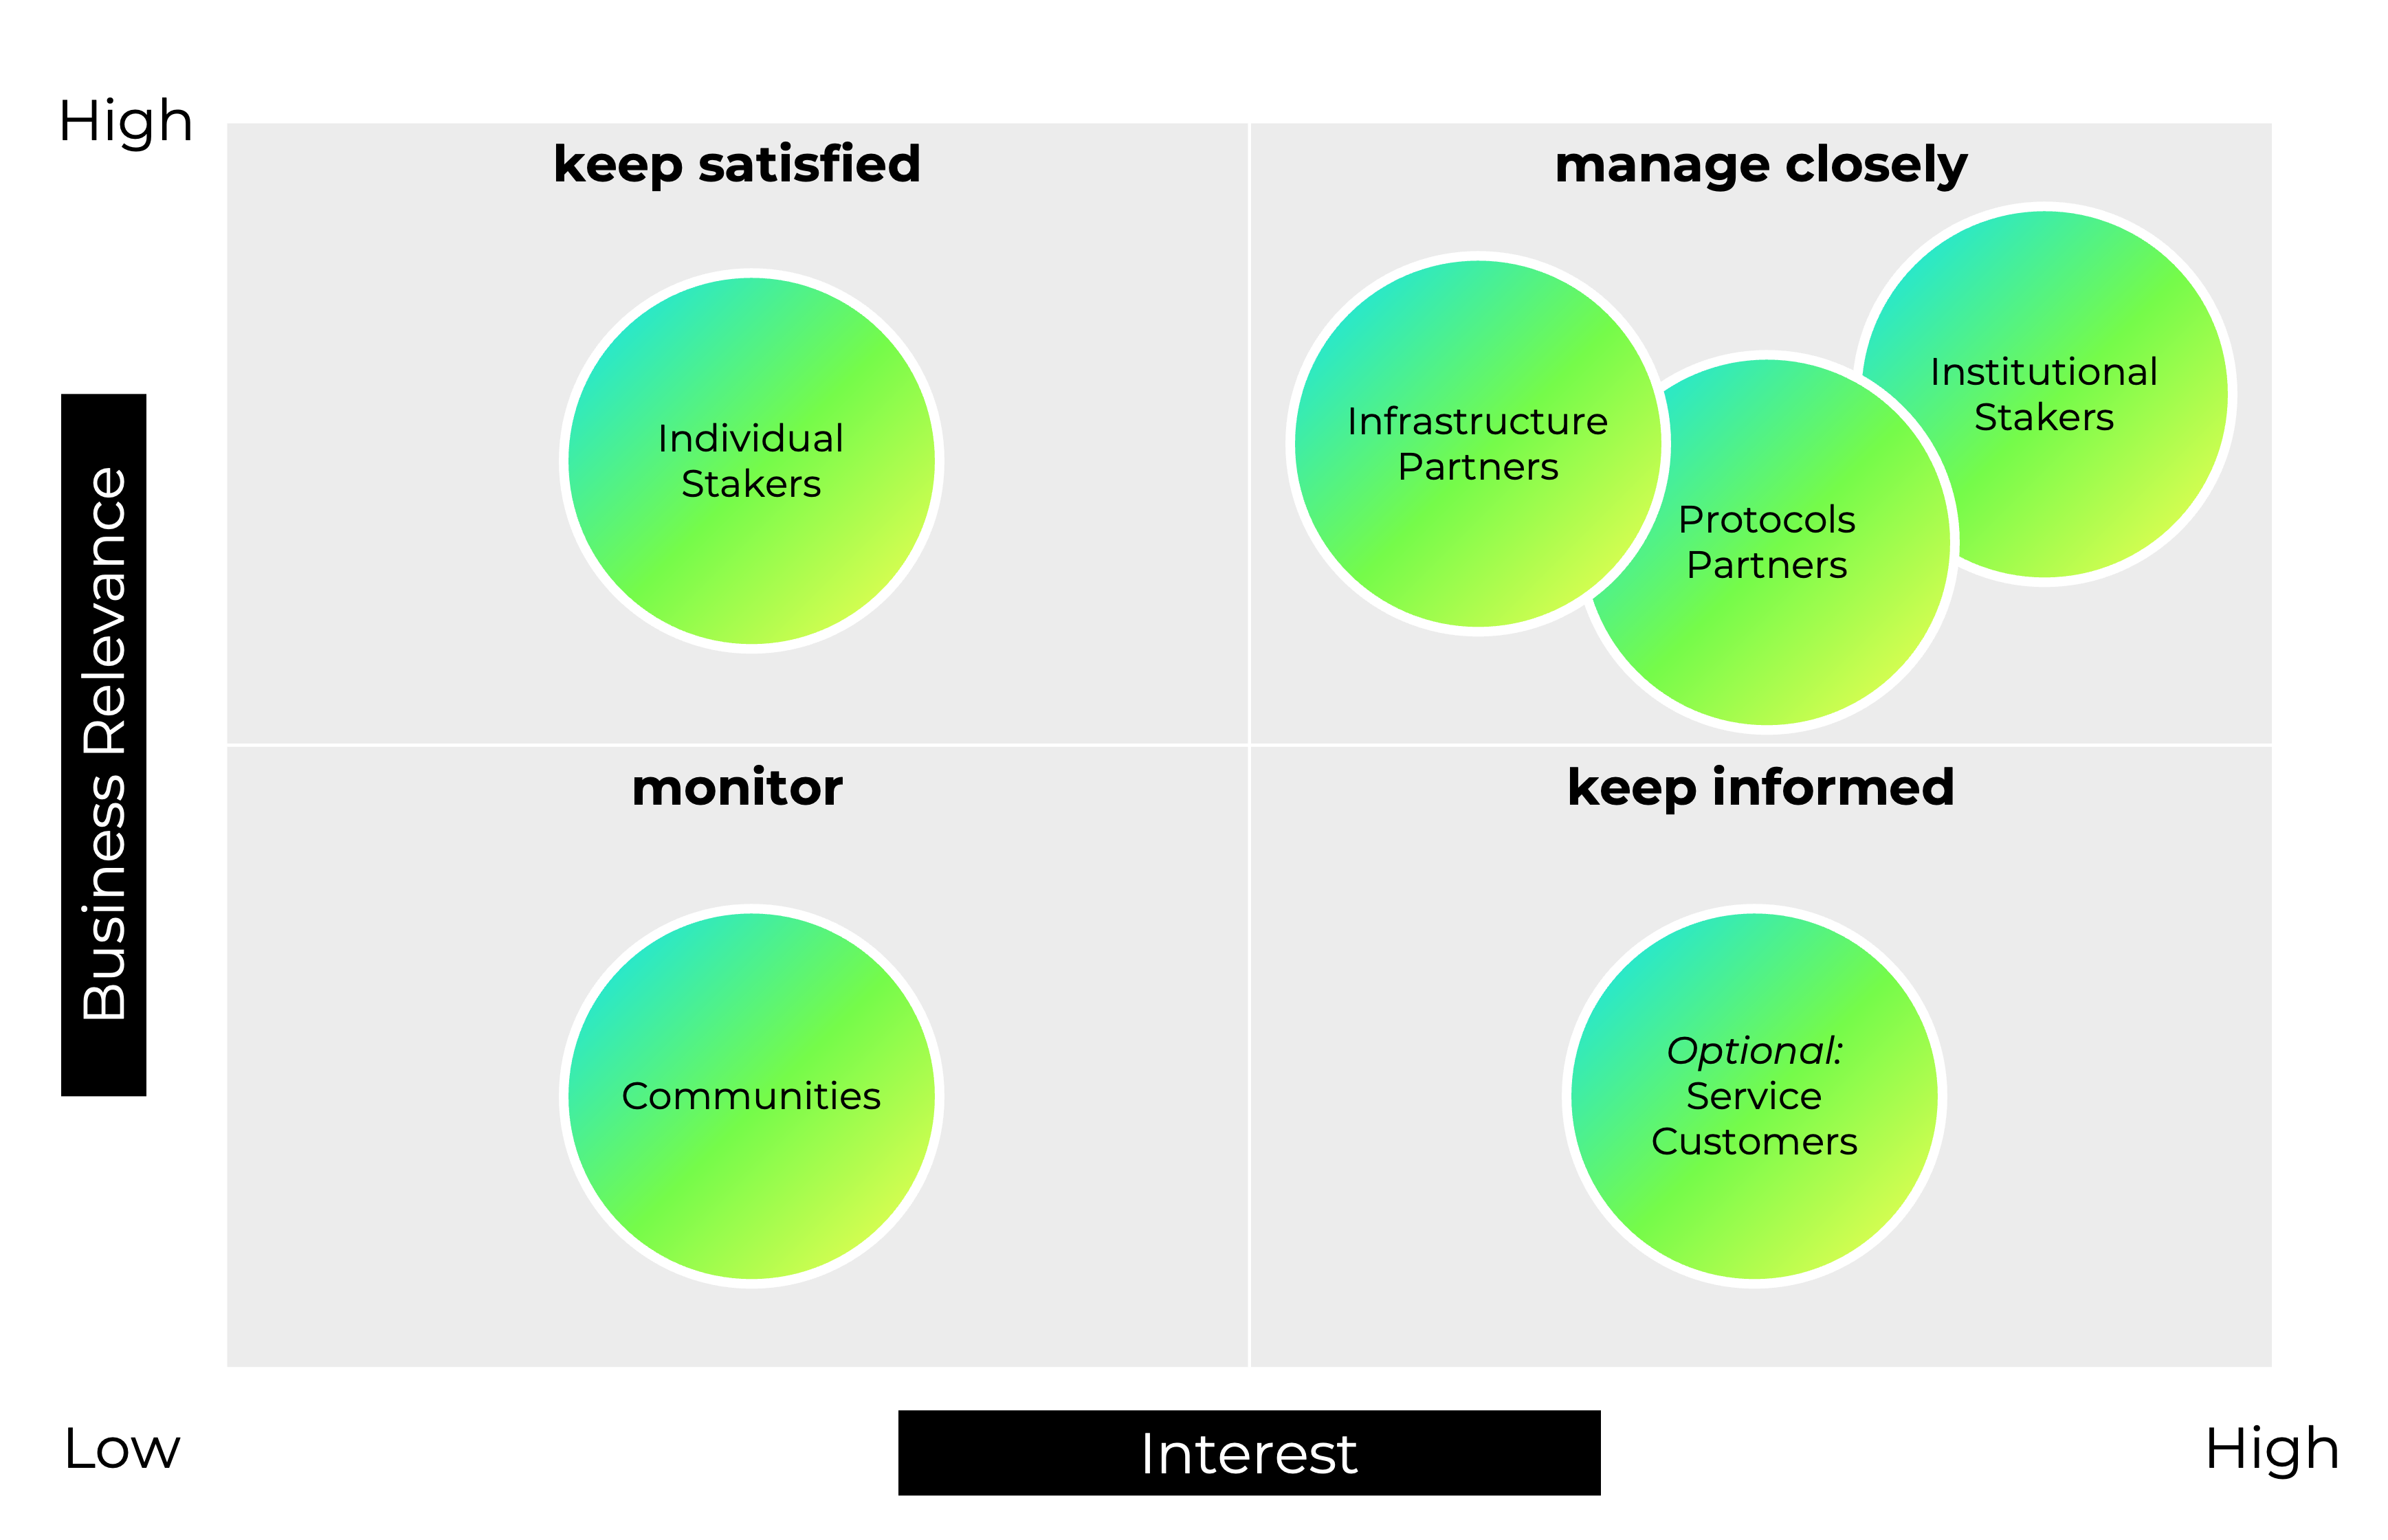 High
keep satisfied
manage closely
Individual
Stakers
Infrastructure
Partners
Protocols
Partners
Institutional
Stakers
Business Relevance
monitor
keep informed
Communities
Optional:
Service
Customers
Low
Interest
High